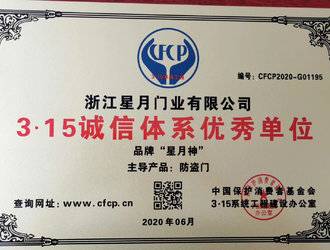 CFCP
编号：CFCP2020-G01195
浙江星月门业有限公司
3·15诚信体系优秀单位
品牌“星月神”
主导产品：防盗门
中国保护消费者基金会
查询网址：www.cfcp.cn 3·15系统工程建设办公室
2020年06月